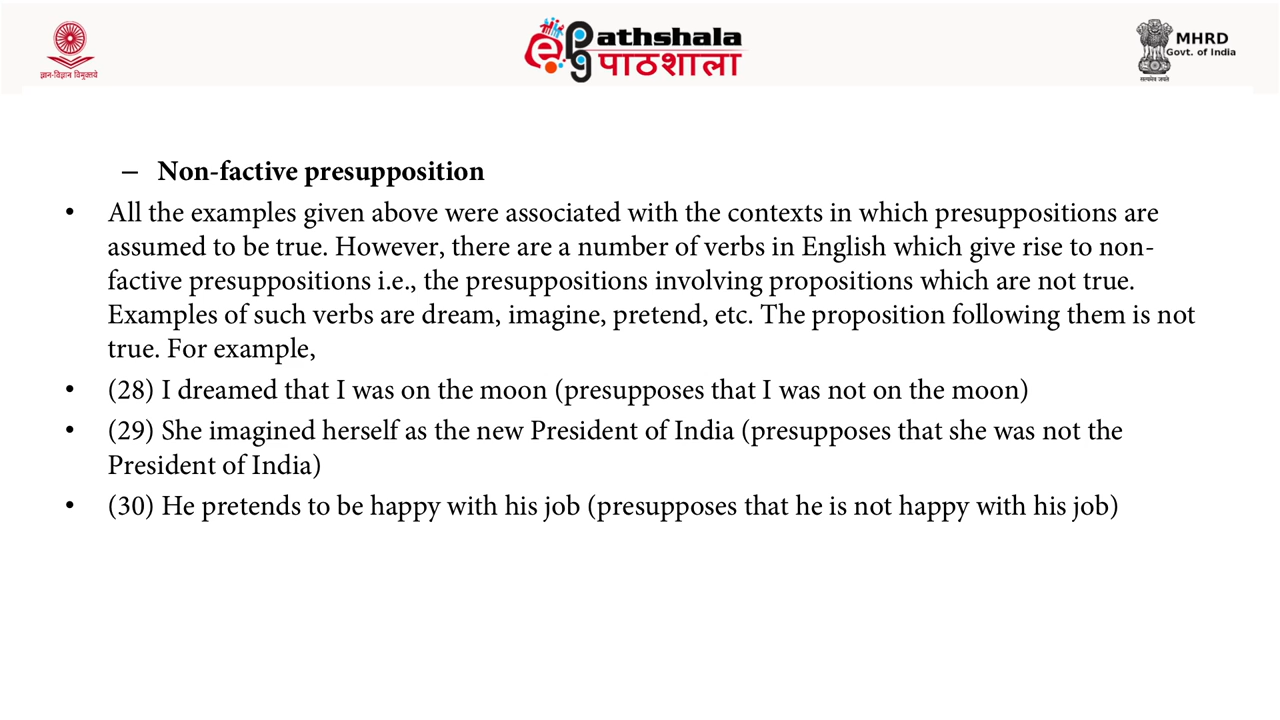 ज्ञान-विज्ञान विमुक्तये
e pg athshala
पाठशाला
MHRD
Govt. of India
सत्यमेव जयते
– Non-factive presupposition
• All the examples given above were associated with the contexts in which presuppositions are
assumed to be true. However, there are a number of verbs in English which give rise to non-
factive presuppositions i.e., the presuppositions involving propositions which are not true.
Examples of such verbs are dream, imagine, pretend, etc. The proposition following them is not
true. For example,
• (28) I dreamed that I was on the moon (presupposes that I was not on the moon)
• (29) She imagined herself as the new President of India (presupposes that she was not the
President of India)
• (30) He pretends to be happy with his job (presupposes that he is not happy with his job)